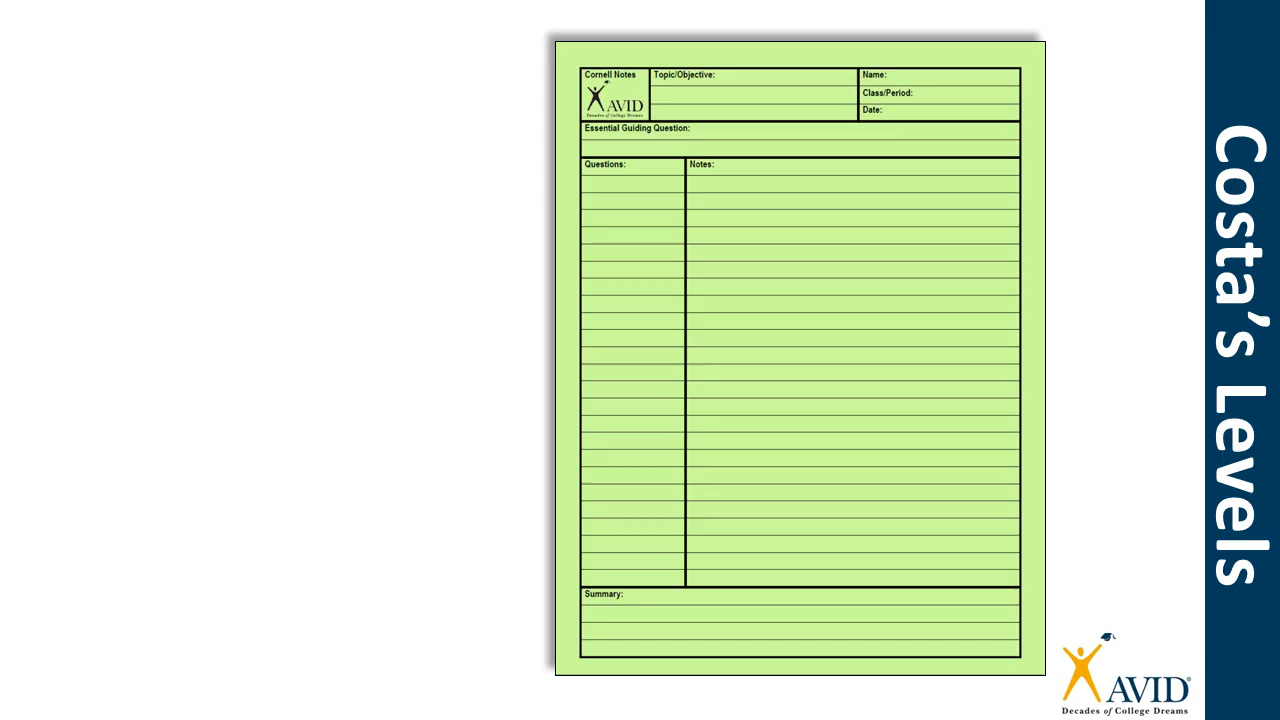 Cornell Notes
AVID
Decades of College Dreams
Topic/Objective:
Name:
Class/Period:
Date:
Essential Guiding Question:
Questions:
Notes:
Summary:
Costa's Levels
AVID®
Decades of College Dreams